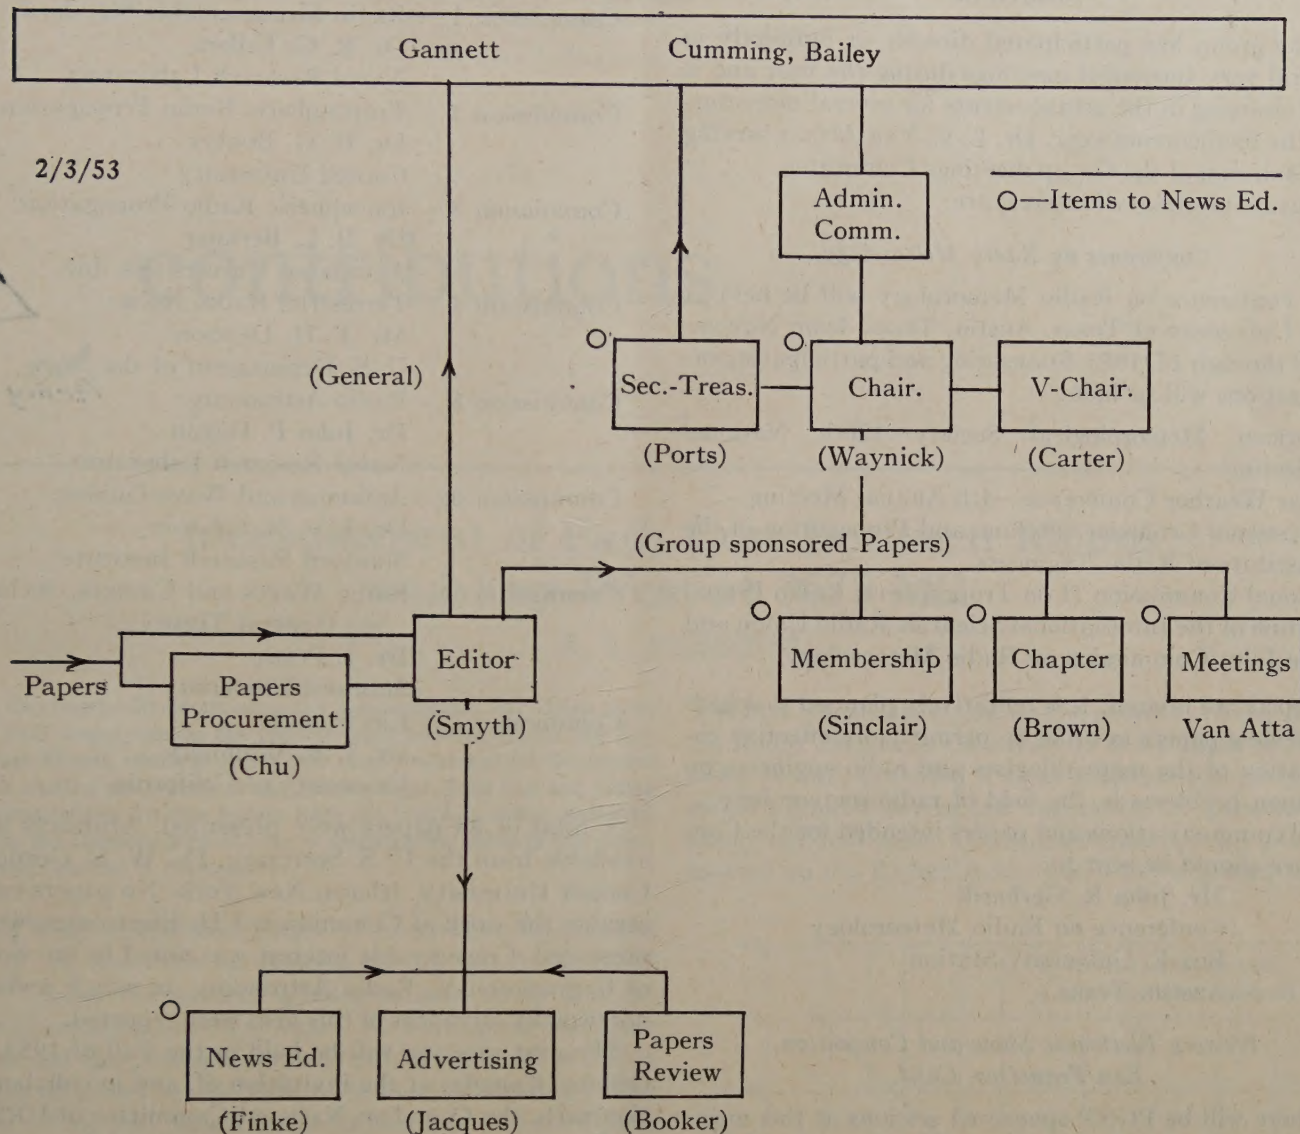 Gannett
Cumming, Bailey
2/3/53
Admin.
Comm.
O—Items to News Ed.
(General)
Sec.-Treas.
Chair.
V-Chair.
(Ports)
(Waynick)
(Carter)
(Group sponsored Papers)
Papers
Papers
Procurement
(Chu)
Editor
(Smyth)
Membership
(Sinclair)
Chapter
(Brown)
Meetings
Van Atta
News Ed.
(Finke)
Advertising
(Jacques)
Papers
Review
(Booker)